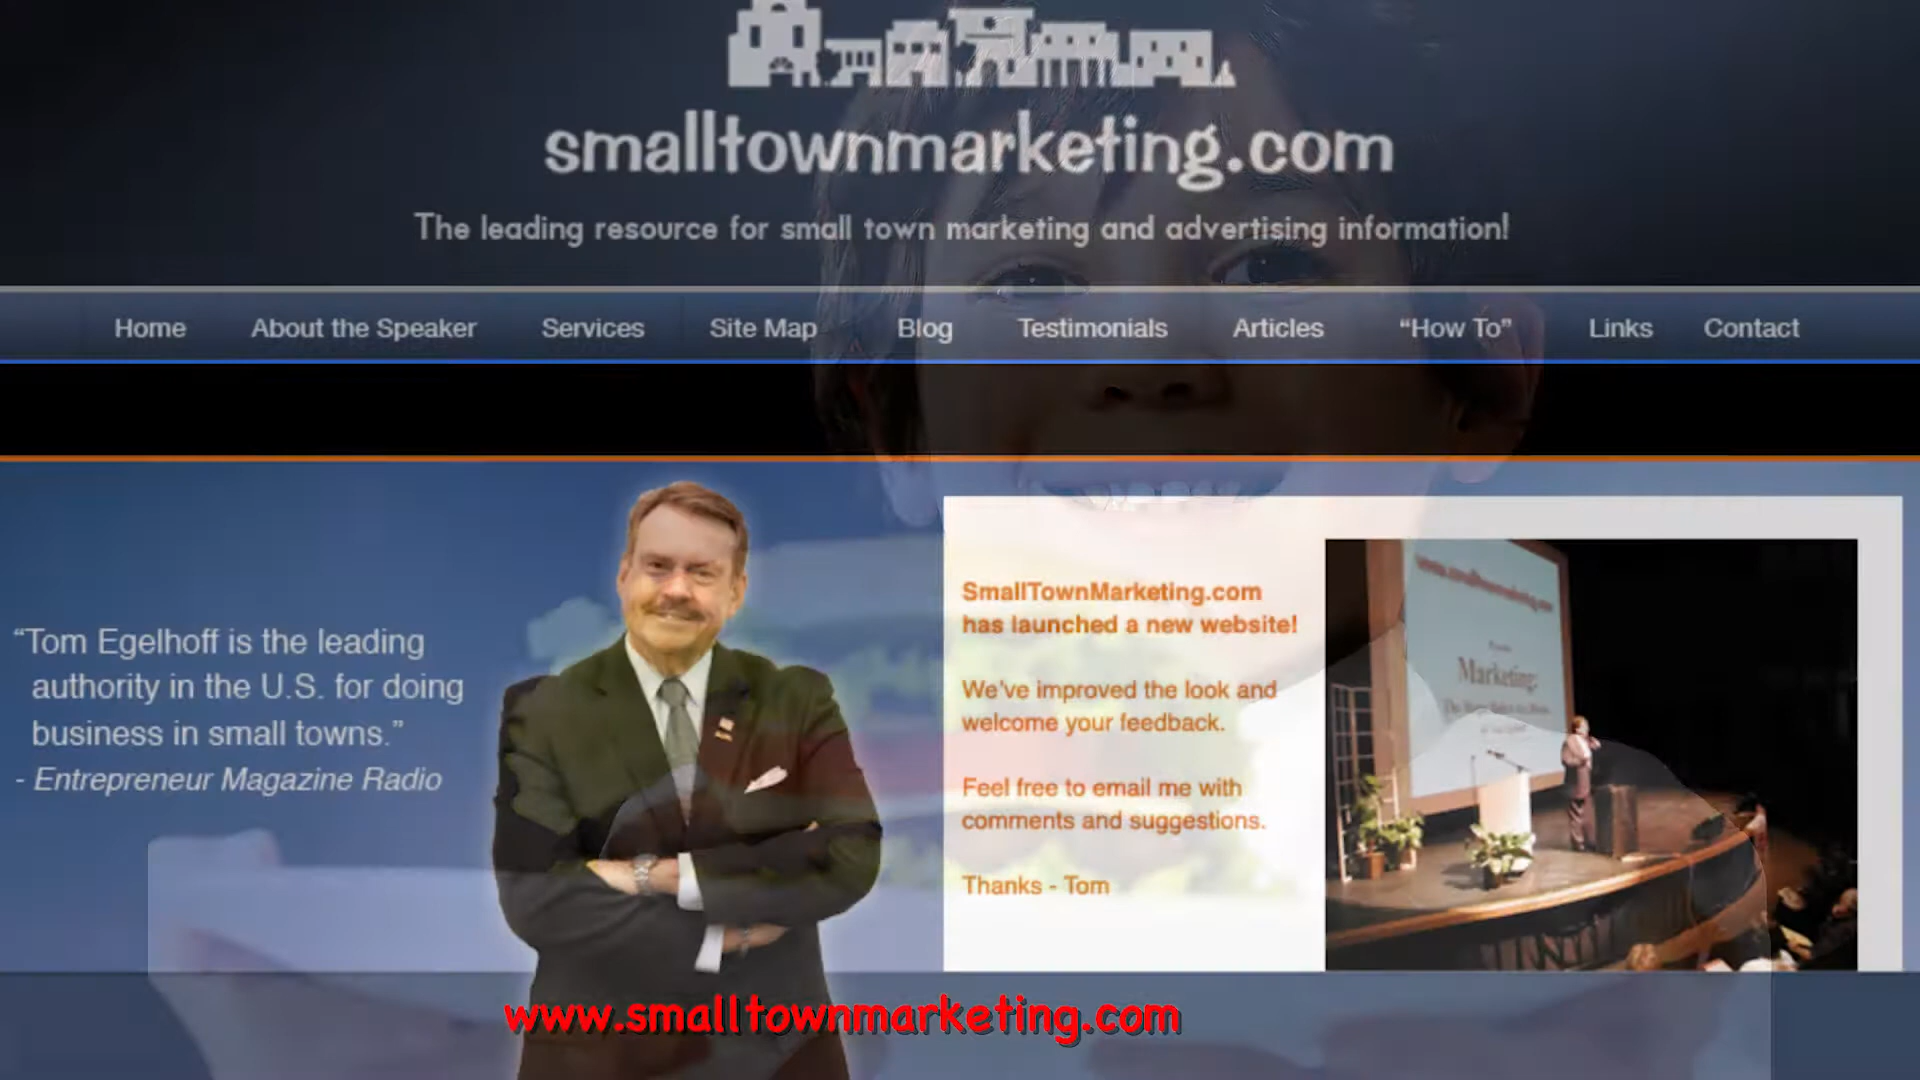 smalltownmarketing.com
The leading resource for small town marketing and advertising information!
Home About the Speaker Services Site Map Blog Testimonials Articles “How To” Links Contact
“Tom Egelhoff is the leading
authority in the U.S. for doing
business in small towns.”
- Entrepreneur Magazine Radio
SmallTownMarketing.com
has launched a new website!
We've improved the look and
welcome your feedback.
Feel free to email me with
comments and suggestions.
Thanks - Tom
www.smalltownmarketing.com
Marketing:
www.smalltownmarketing.com